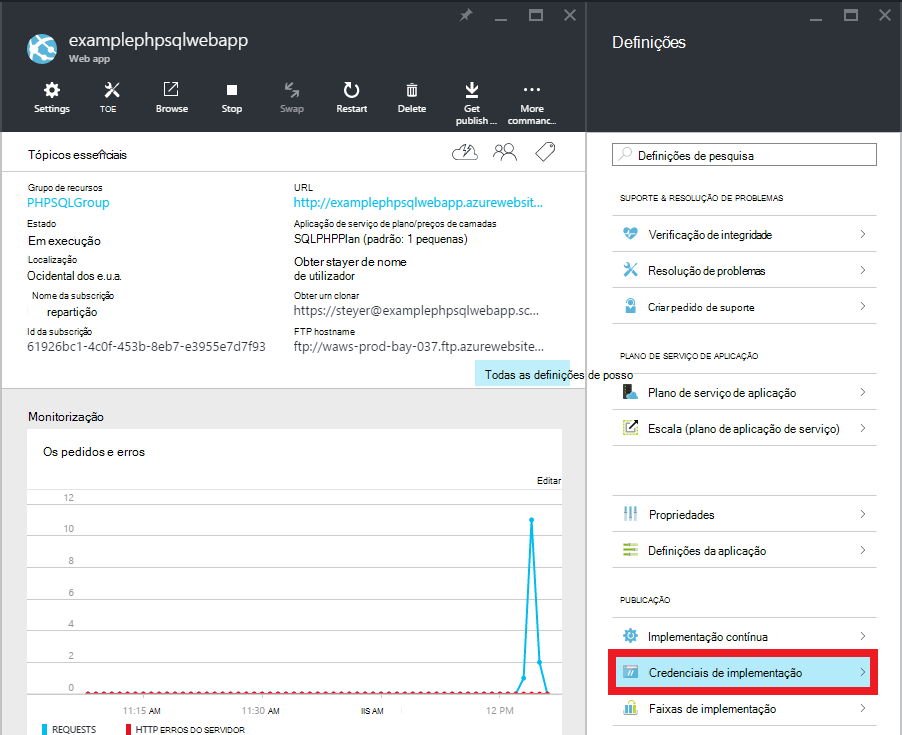 examplephpsqlwebapp
Web app
Settings
TOE
Browse
Stop
Swap
Restart
Delete
Get
publish ...
More
commanc...
Tópicos essenciais
Grupo de recursos
PHPSQLGroup
Estado
Em execução
Localização
Ocidental dos e.u.a.
Nome da subscrição
repartição
Id da subscrição
61926bc1-4c0f-453b-8eb7-e3955e7d7f93
URL
http://examplephpsqlwebapp.azurewebsit...
Aplicação de serviço de plano/preços de camadas
SQLPHPPlan (padrão: 1 pequenas)
Obter stayer de nome
de utilizador
Obter um clonar
https://steyer@examplephpsqlwebapp.sc...
FTP hostname
ftp://waws-prod-bay-037.ftp.azurewebsite...
Todas as definições de posso
Monitorização
Os pedidos e erros
Editar
12
10
8
6
4
2
0
11:15 AM
11:30 AM
IIS AM
12 PM
REQUESTS
HTTP ERROS DO SERVIDOR
Definições
Definições de pesquisa
SUPORTE & RESOLUÇÃO DE PROBLEMAS
Verificação de integridade
Resolução de problemas
Criar pedido de suporte
PLANO DE SERVIÇO DE APLICAÇÃO
Plano de serviço de aplicação
Escala (plano de aplicação de serviço)
Propriedades
Definições da aplicação
PUBLICAÇÃO
Implementação contínua
Credenciais de implementação
Faixas de implementação